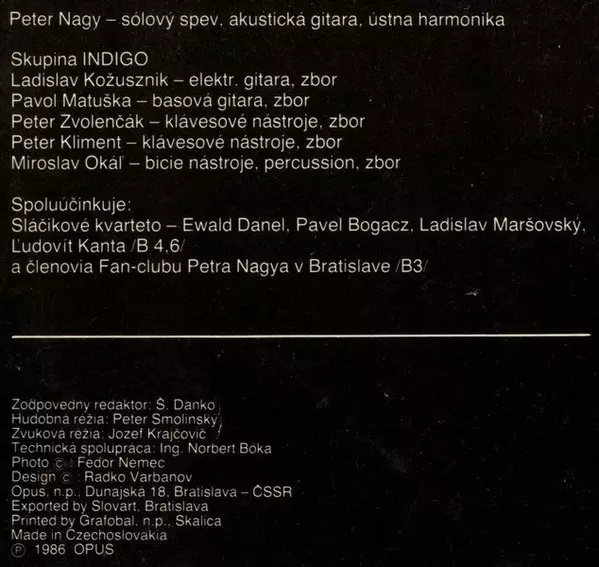 Peter Nagy – sólový spev, akustická gitara, ústna harmonika
Skupina INDIGO
Ladislav Kožusznik – elektr. gitara, zbor
Pavol Matuška – basová gitara, zbor
Peter Zvolenčák – klávesové nástroje, zbor
Peter Kliment – klávesové nástroje, zbor
Miroslav Okáľ – bicie nástroje, percussion, zbor
Spoluúčinkuje:
Sláčikové kvarteto – Ewald Danel, Pavel Bogacz, Ladislav Maršovský,
Ľudovít Kanta /B 4,6/
a členovia Fan-clubu Petra Nagya v Bratislave /B3/
Zodpovedný redaktor: Š. Danko
Hudobná réžia: Peter Smolinský
Zvuková réžia: Jozef Krajčovič
Technická spolupráca: Ing. Norbert Bóka
Photo © : Fedor Nemec
Design © : Radko Varbanov
Opus, n.p., Dunajská 18, Bratislava – ČSSR
Exported by Slovart, Bratislava
Printed by Grafobal, n.p., Skalica
Made in Czechoslovakia
℗ 1986 OPUS